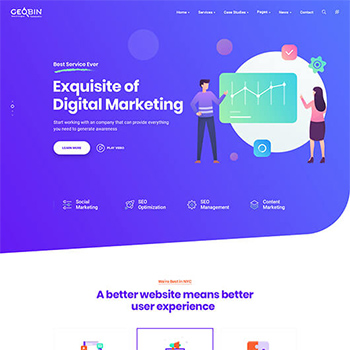 GEOBIN
Home
Services
Case Studies
Pages
News
Contact
Best Service Ever
Exquisite of
Digital Marketing
Start working with an company that can provide everything
you need to generate awareness
LEARN MORE
PLAY VIDEO
Social
Marketing
SEO
Optimization
SEO
Management
Content
Marketing
We're Best in NYC
A better website means better
user experience